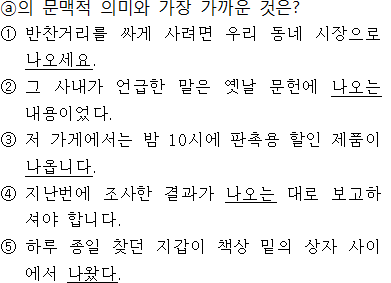 ⓐ의 문맥적 의미와 가장 가까운 것은?
① 반찬거리를 싸게 사려면 우리 동네 시장으로
나오세요.
② 그 사내가 언급한 말은 옛날 문헌에 나오는
내용이었다.
③ 저 가게에서는 밤 10시에 판촉용 할인 제품이
나옵니다.
④ 지난번에 조사한 결과가 나오는 대로 보고하
셔야 합니다.
⑤ 하루 종일 찾던 지갑이 책상 밑의 상자 사이
에서 나왔다.